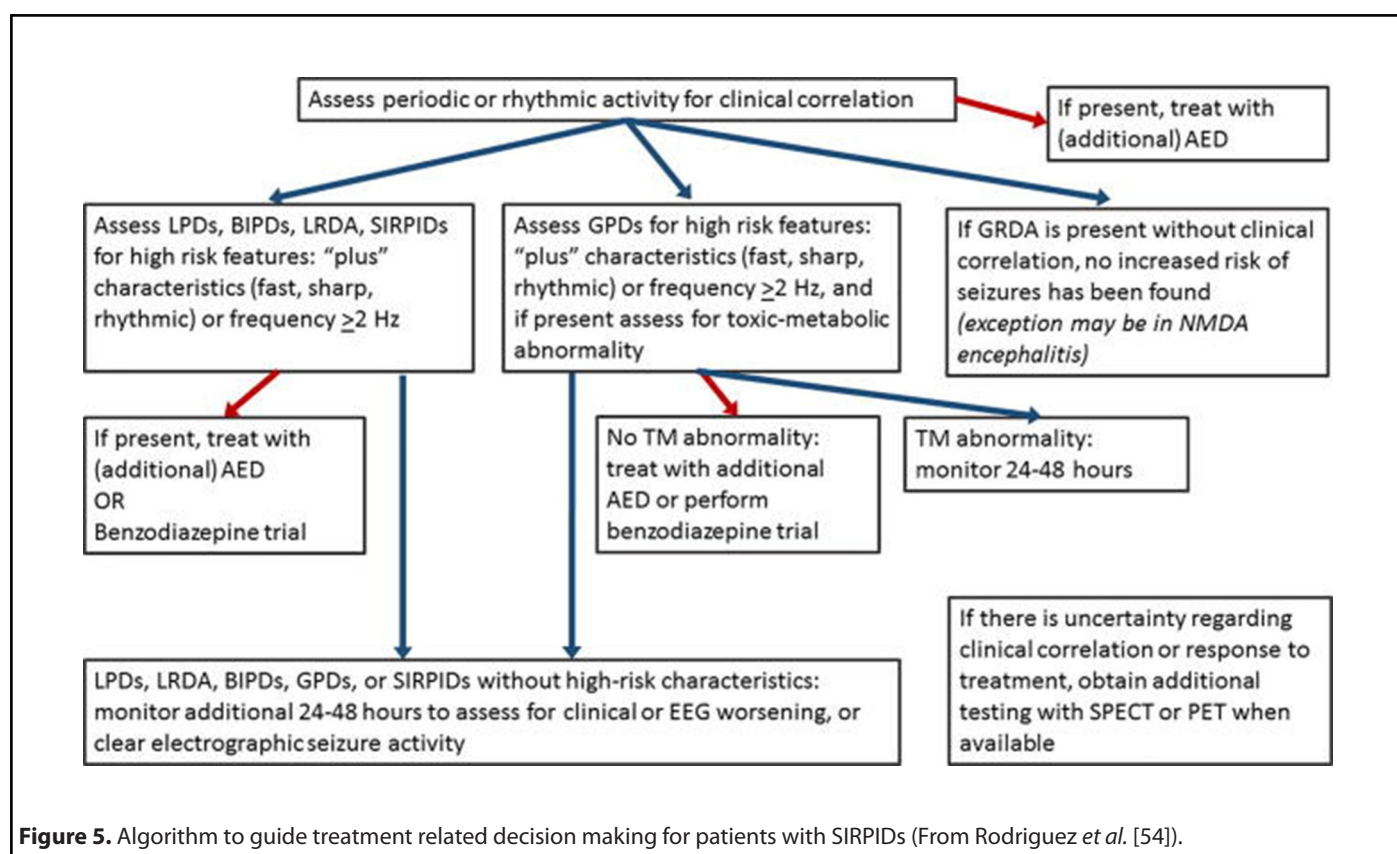 Assess periodic or rhythmic activity for clinical correlation
If present, treat with
(additional) AED
Assess LPDs, BIPDs, LRDA, SIRPIDs
for high risk features: “plus”
characteristics (fast, sharp,
rhythmic) or frequency ≥2 Hz
Assess GPDs for high risk features:
“plus” characteristics (fast, sharp,
rhythmic) or frequency ≥2 Hz, and
if present assess for toxic-metabolic
abnormality
If GRDA is present without clinical
correlation, no increased risk of
seizures has been found
(exception may be in NMDA
encephalitis)
If present, treat with
(additional) AED
OR
Benzodiazepine trial
No TM abnormality:
treat with additional
AED or perform
benzodiazepine trial
TM abnormality:
monitor 24-48 hours
LPDs, LRDA, BIPDs, GPDs, or SIRPIDs without high-risk characteristics:
monitor additional 24-48 hours to assess for clinical or EEG worsening, or
clear electrographic seizure activity
If there is uncertainty regarding
clinical correlation or response to
treatment, obtain additional
testing with SPECT or PET when
available
Figure 5. Algorithm to guide treatment related decision making for patients with SIRPIDs (From Rodriguez et al. [54]).